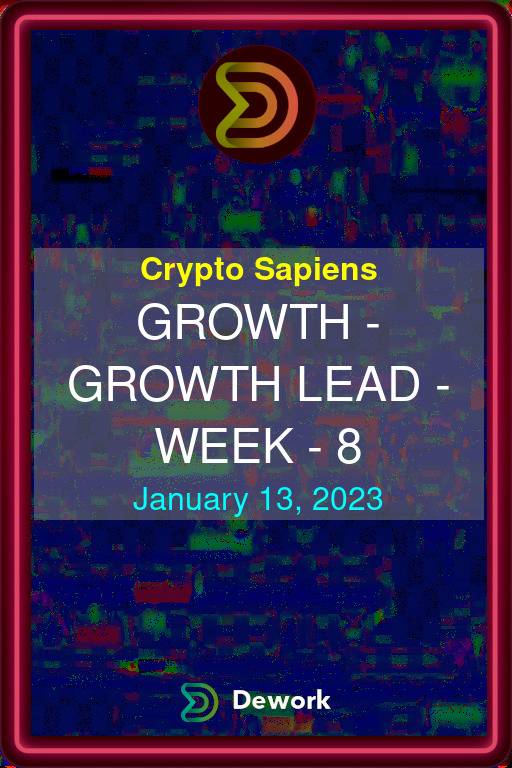 Crypto Sapiens
GROWTH -
GROWTH LEAD -
WEEK - 8
January 13, 2023
Dework